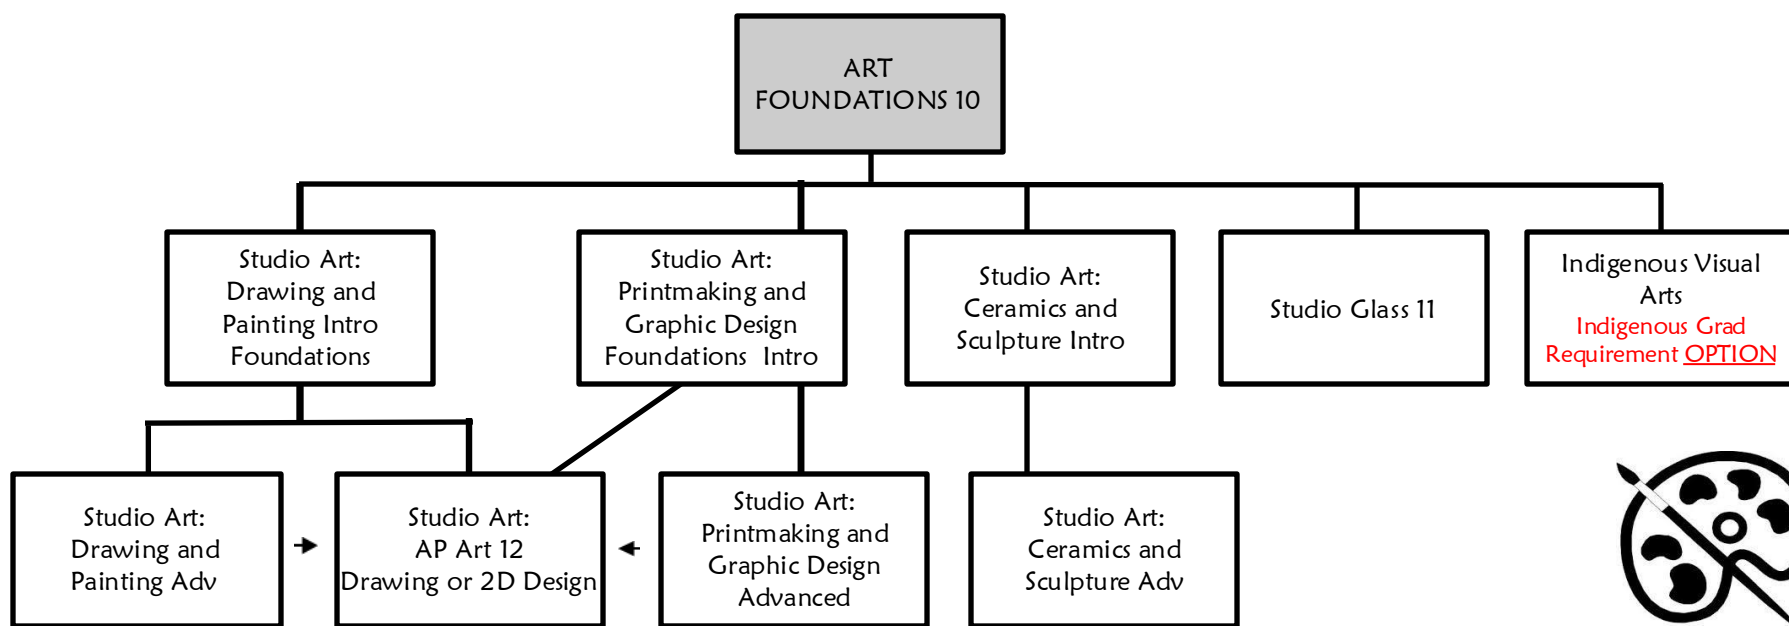 ART
FOUNDATIONS 10
Studio Art:
Drawing and
Painting Intro
Foundations
Studio Art:
Printmaking and
Graphic Design
Foundations Intro
Studio Art:
Ceramics and
Sculpture Intro
Studio Glass 11
Indigenous Visual
Arts
Indigenous Grad
Requirement OPTION
Studio Art:
Drawing and
Painting Adv
Studio Art:
AP Art 12
Drawing or 2D Design
Studio Art:
Printmaking and
Graphic Design
Advanced
Studio Art:
Ceramics and
Sculpture Adv